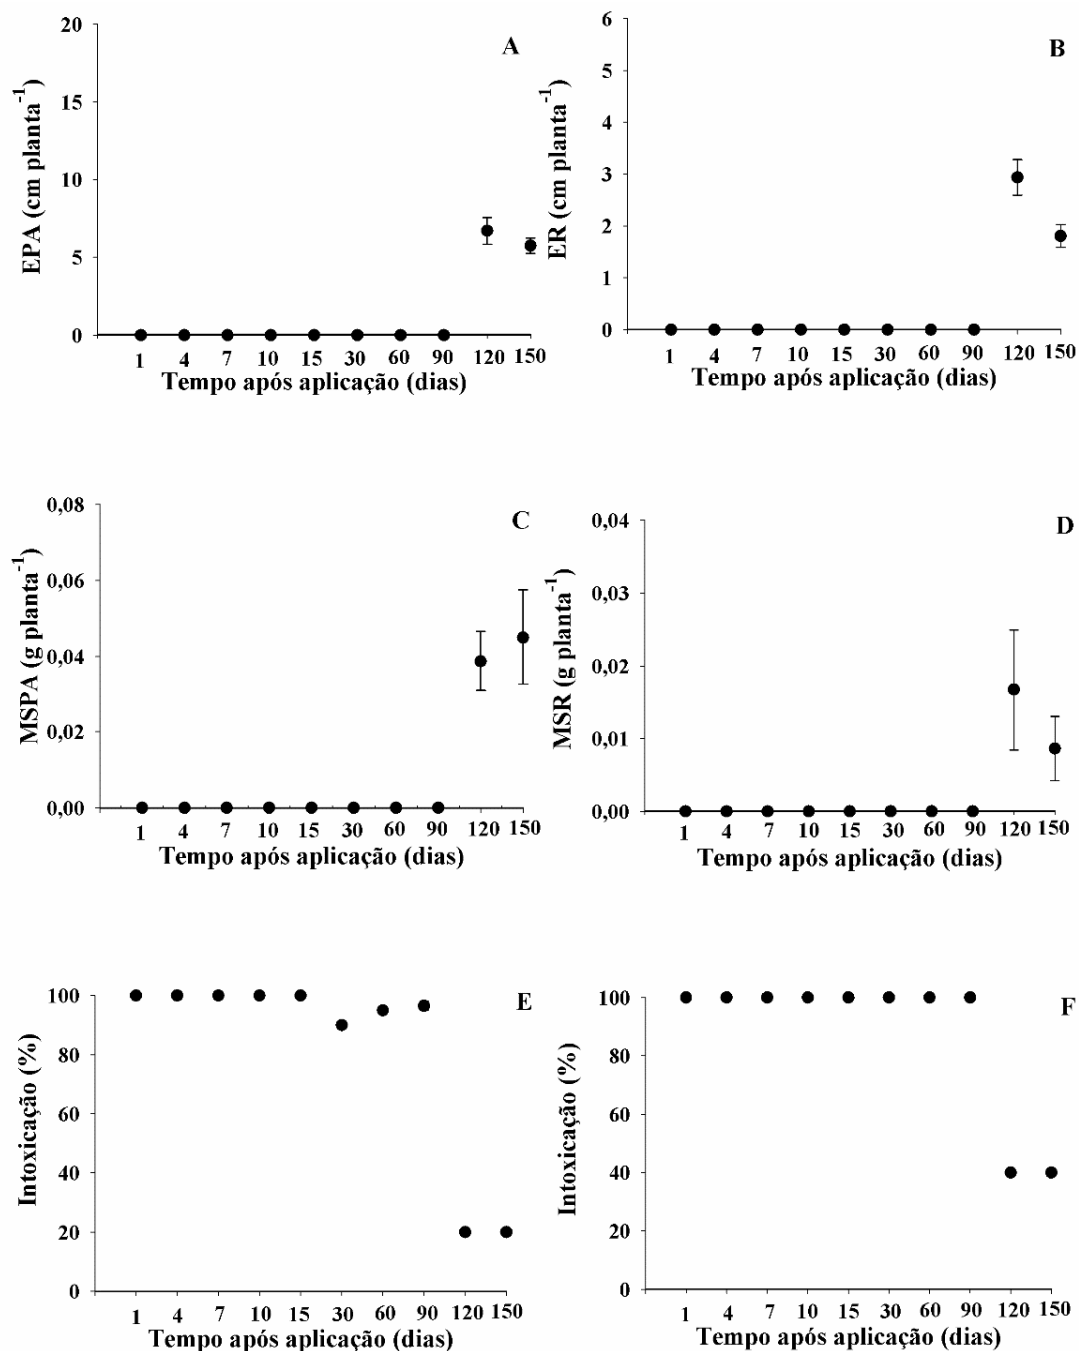 A
EPA (cm planta⁻¹)
20
15
10
5
0
1 4 7 10 15 30 60 90 120 150
Tempo após aplicação (dias)
B
ER (cm planta⁻¹)
6
5
4
3
2
1
0
1 4 7 10 15 30 60 90 120 150
Tempo após aplicação (dias)
C
MSPA (g planta⁻¹)
0,08
0,06
0,04
0,02
0,00
1 4 7 10 15 30 60 90 120 150
Tempo após aplicação (dias)
D
MSR (g planta⁻¹)
0,04
0,03
0,02
0,01
0,00
1 4 7 10 15 30 60 90 120 150
Tempo após aplicação (dias)
E
Intoxicação (%)
100
80
60
40
20
0
1 4 7 10 15 30 60 90 120 150
Tempo após aplicação (dias)
F
Intoxicação (%)
100
80
60
40
20
0
1 4 7 10 15 30 60 90 120 150
Tempo após aplicação (dias)